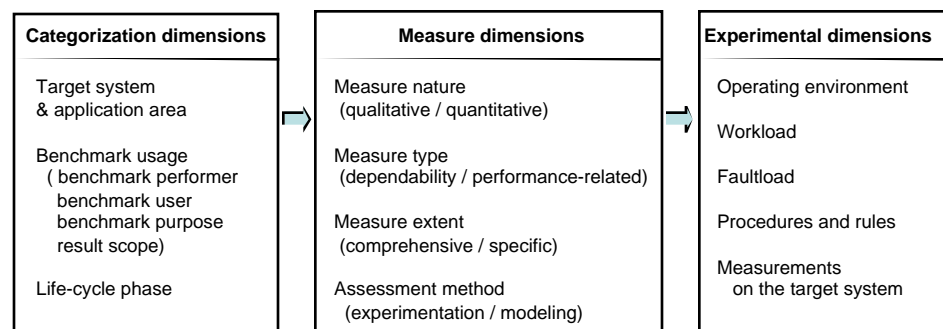 Categorization dimensions
Target system
& application area
Benchmark usage
( benchmark performer
benchmark user
benchmark purpose
result scope)
Life-cycle phase
Measure dimensions
Measure nature
(qualitative / quantitative)
Measure type
(dependability / performance-related)
Measure extent
(comprehensive / specific)
Assessment method
(experimentation / modeling)
Experimental dimensions
Operating environment
Workload
Faultload
Procedures and rules
Measurements
on the target system